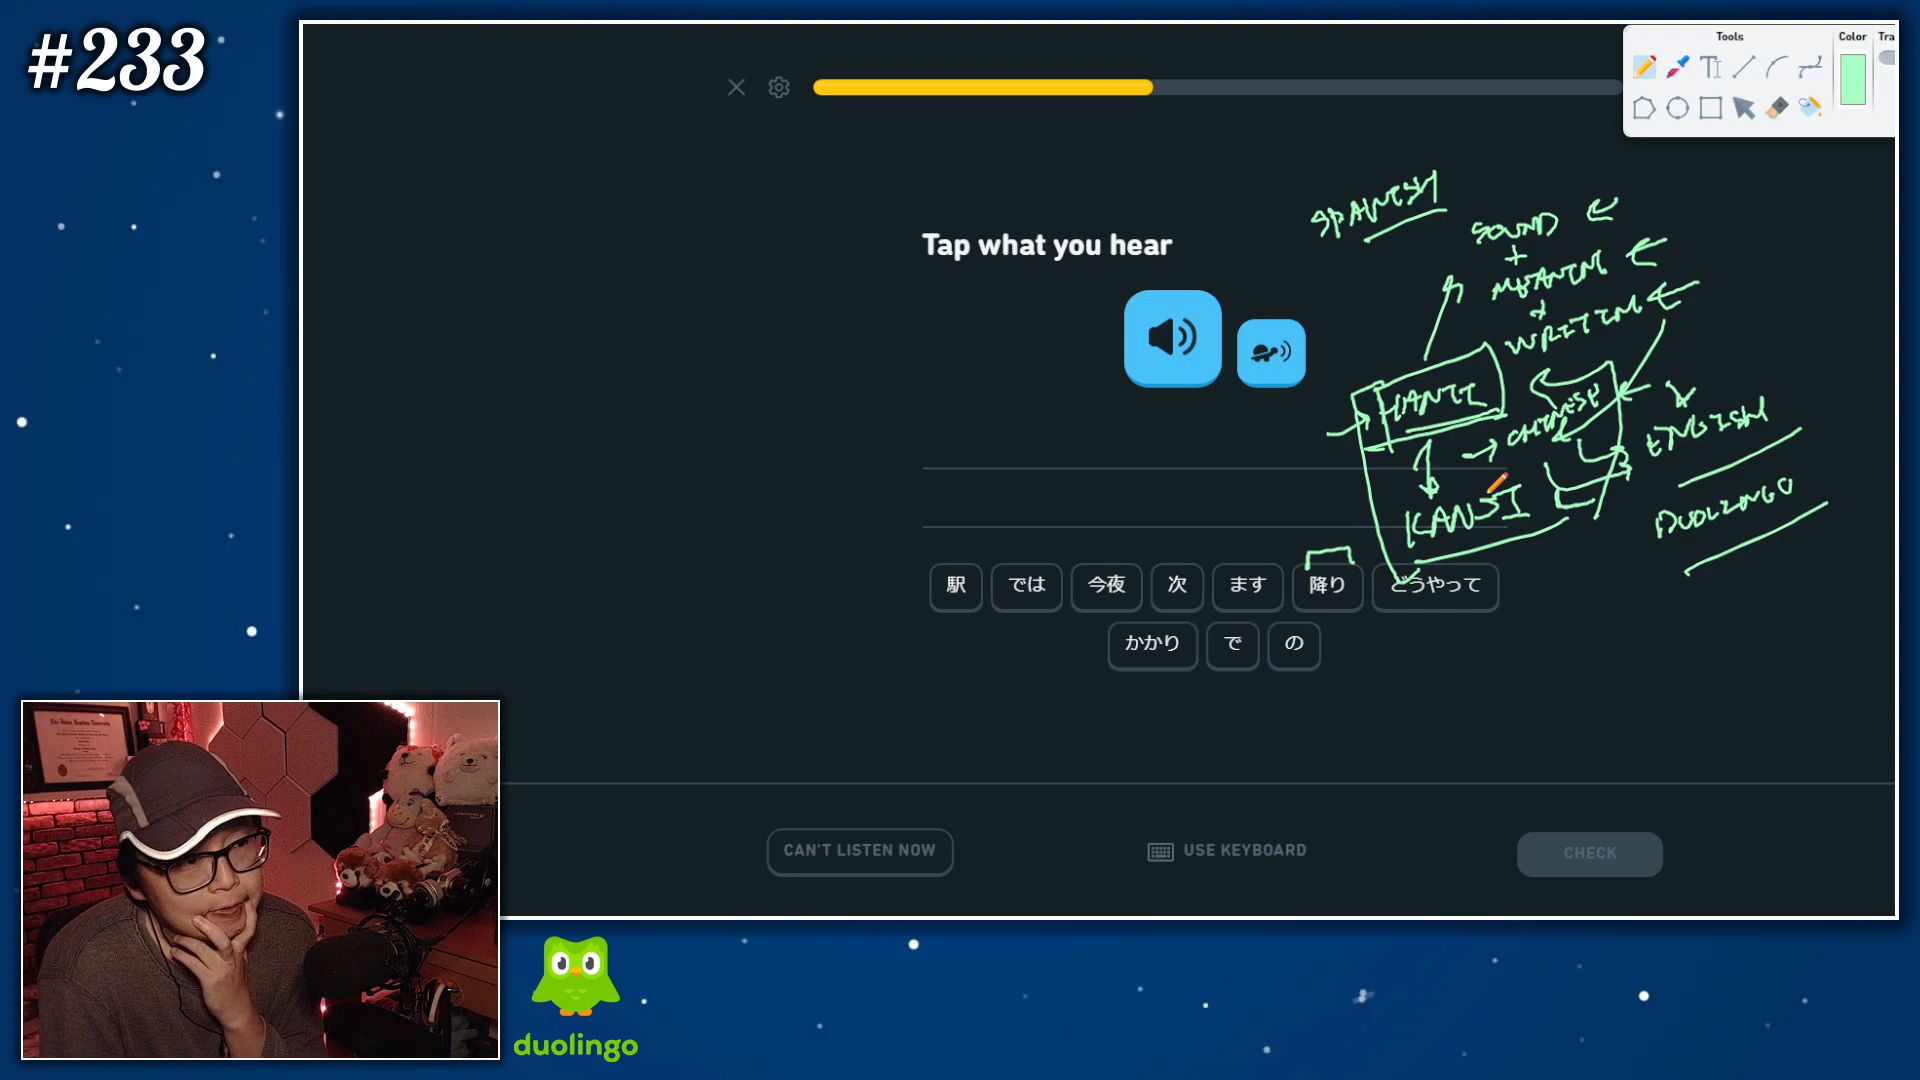 #233
Tools
Color
Tra
SPANISH
SOUND
+
MEANING
+
WRITING
Tap what you hear
HANZI
CHINESE
ENGLISH
KANJI
DUOLINGO
駅 では 今夜 次 ます 降り どうやって
かかり で の
CAN'T LISTEN NOW
USE KEYBOARD
CHECK
duolingo